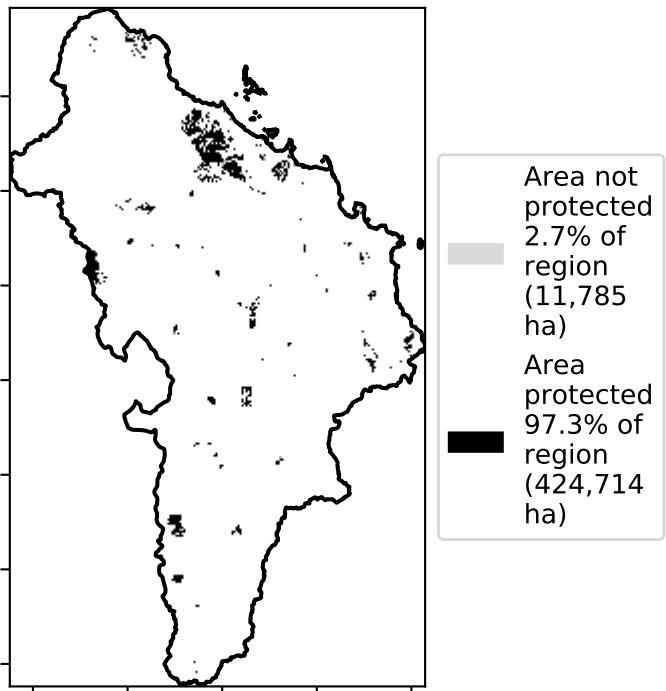 Area not
protected
2.7% of
region
(11,785
ha)
Area
protected
97.3% of
region
(424,714
ha)